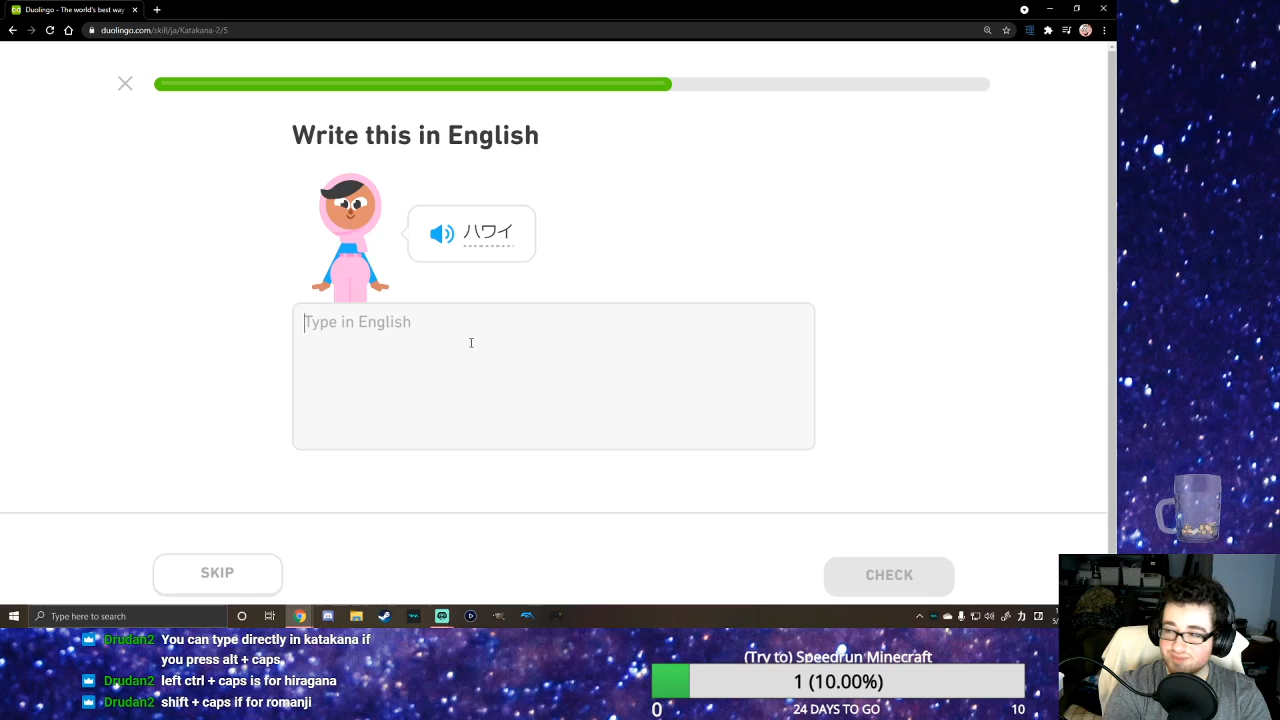 Duolingo - The world's best way
duolingo.com/skill/ja/Katakana-2/5
Write this in English
ハワイ
Type in English
SKIP
CHECK
Type here to search
Drudan2 You can type directly in katakana if
you press alt + caps
Drudan2 left ctrl + caps is for hiragana
Drudan2 shift + caps if for romanji
(Try to) Speedrun Minecraft
1 (10.00%)
0
24 DAYS TO GO
10